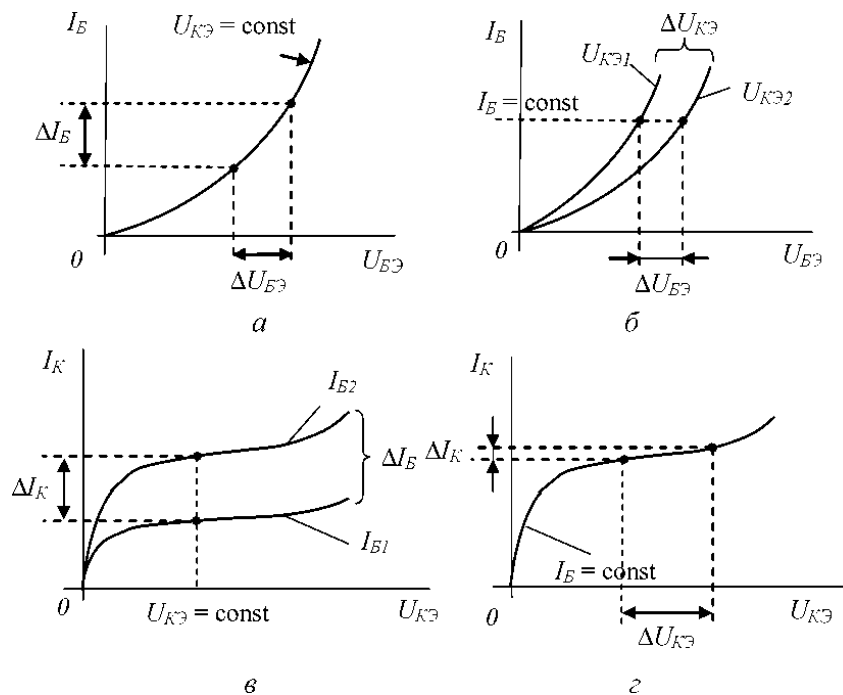 I_Б
U_КЭ = const
ΔI_Б
0
U_БЭ
ΔU_БЭ
а
I_Б
ΔU_КЭ
U_КЭ1
U_КЭ2
I_Б = const
0
U_БЭ
ΔU_БЭ
б
I_К
I_Б2
ΔI_Б
ΔI_К
I_Б1
0
U_КЭ = const
U_КЭ
в
I_К
ΔI_К
I_Б = const
0
U_КЭ
ΔU_КЭ
г